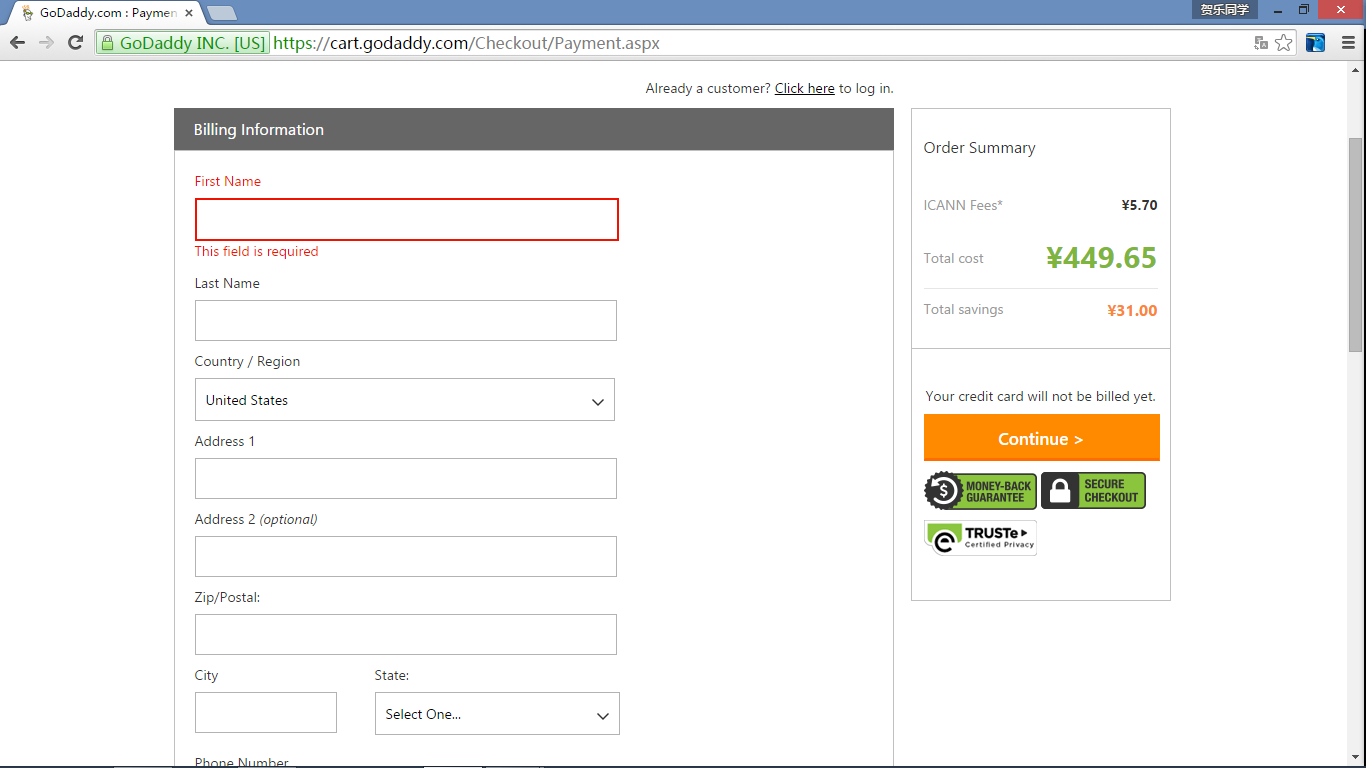 GoDaddy.com : Paymen
贺乐同学
GoDaddy INC. [US] https://cart.godaddy.com/Checkout/Payment.aspx
Already a customer? Click here to log in.
Billing Information
First Name
This field is required
Last Name
Country / Region
United States
Address 1
Address 2 (optional)
Zip/Postal:
City
State:
Select One...
Phone Number
Order Summary
ICANN Fees* ¥5.70
Total cost ¥449.65
Total savings ¥31.00
Your credit card will not be billed yet.
Continue >
MONEY-BACK
GUARANTEE
SECURE
CHECKOUT
TRUSTe
Certified Privacy